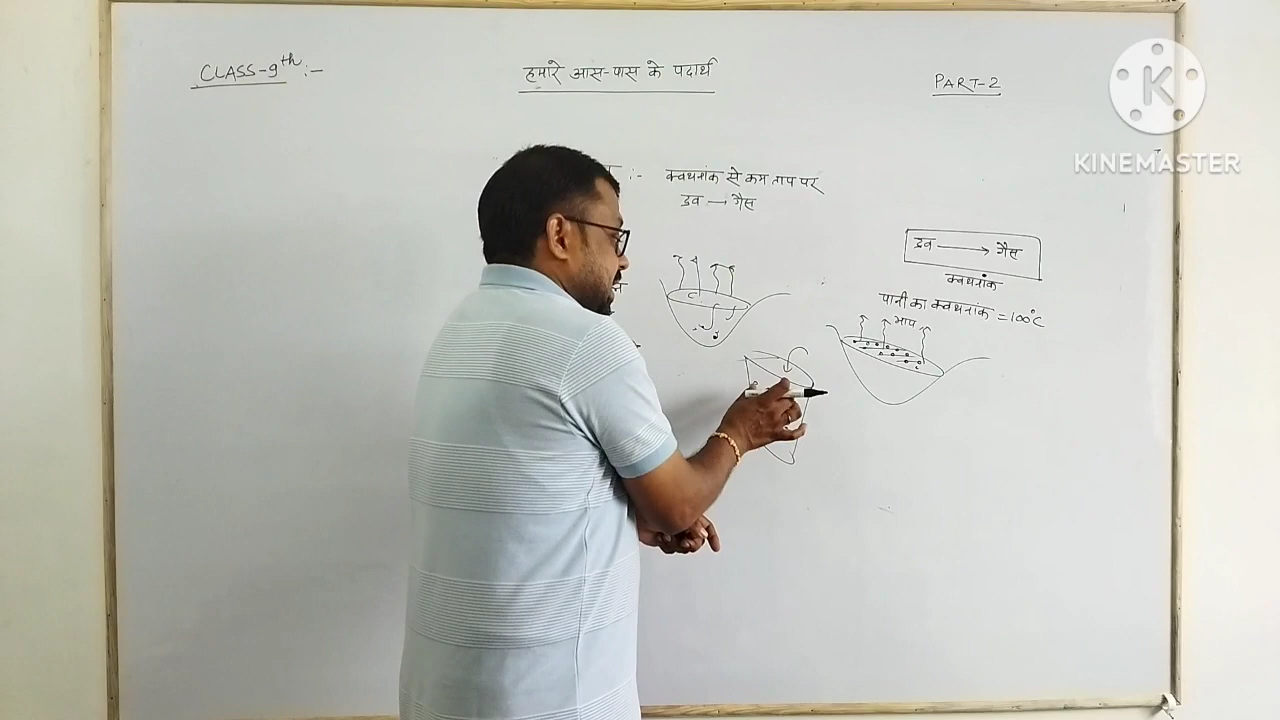 CLASS-9th:-
हमारे आस-पास के पदार्थ
PART-2
K
KINEMASTER
:- क्वथनांक से कम ताप पर
द्रव → गैस
द्रव → गैस
क्वथनांक
पानी का क्वथनांक = 100°C
भाप